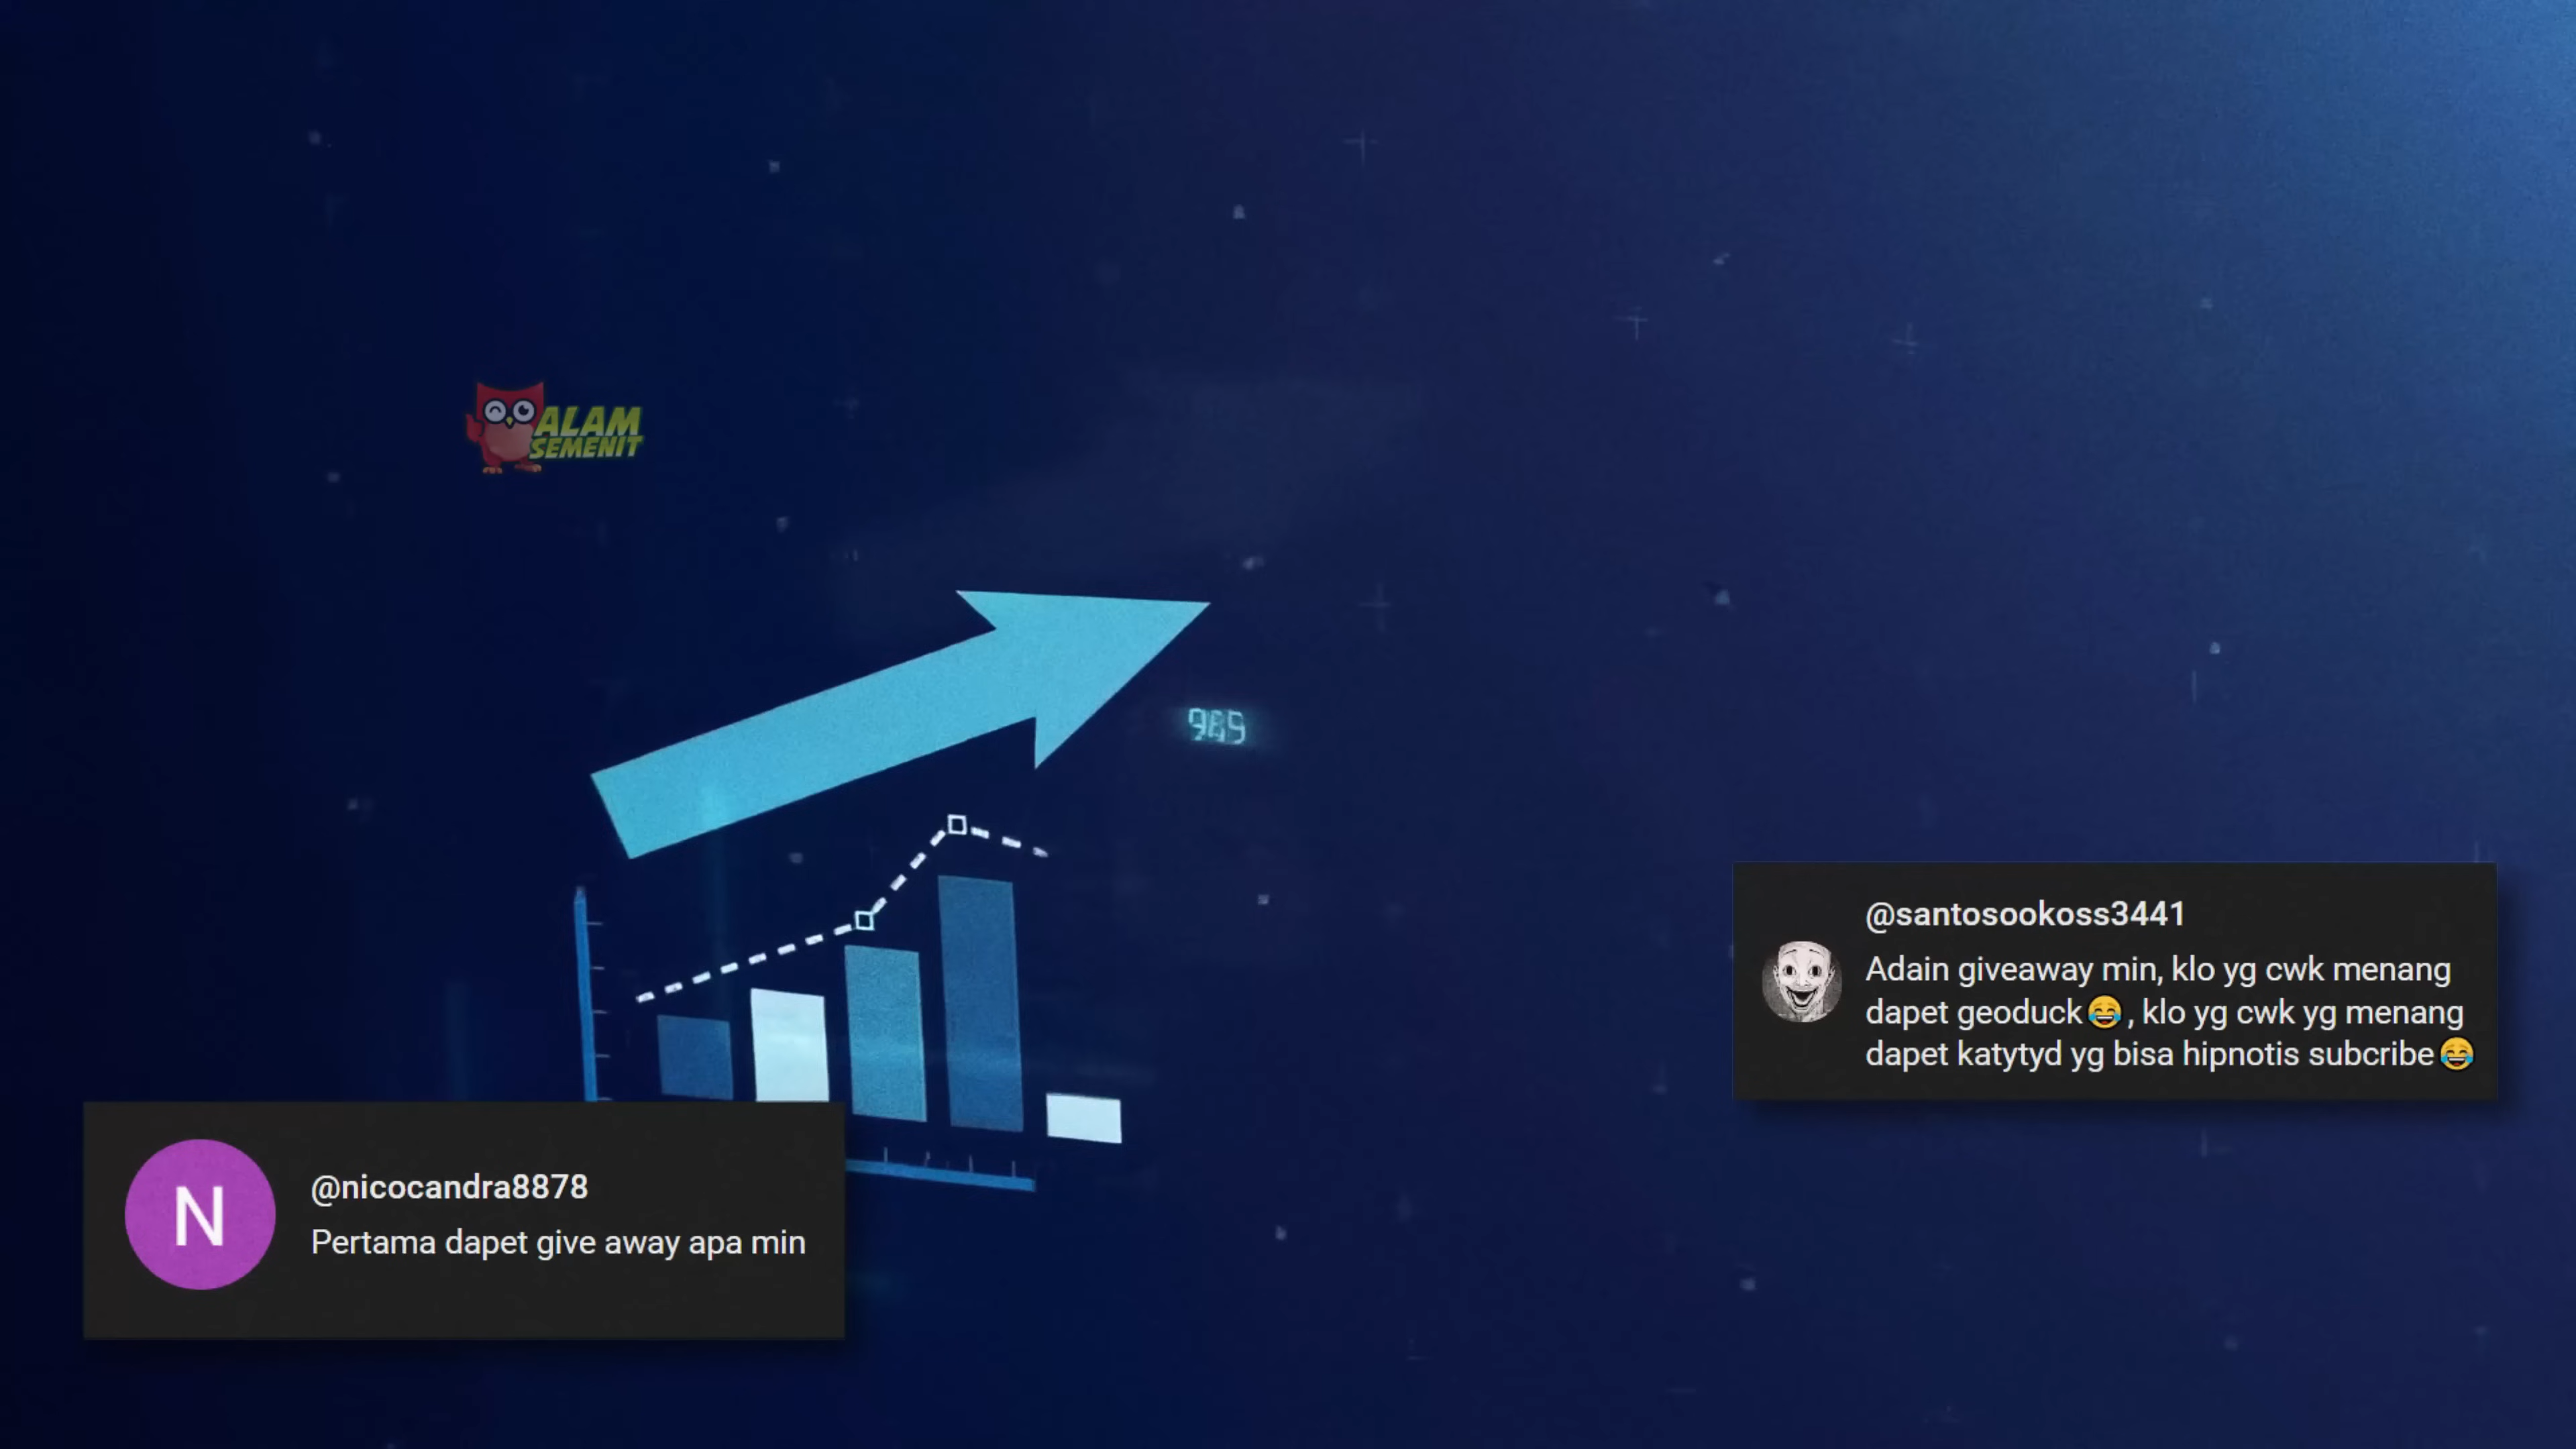 ALAM
SEMENIT
@santosookoss3441
Adain giveaway min, klo yg cwk menang
dapet geoduck😂, klo yg cwk yg menang
dapet katytyd yg bisa hipnotis subcribe😂
N
@nicocandra8878
Pertama dapet give away apa min